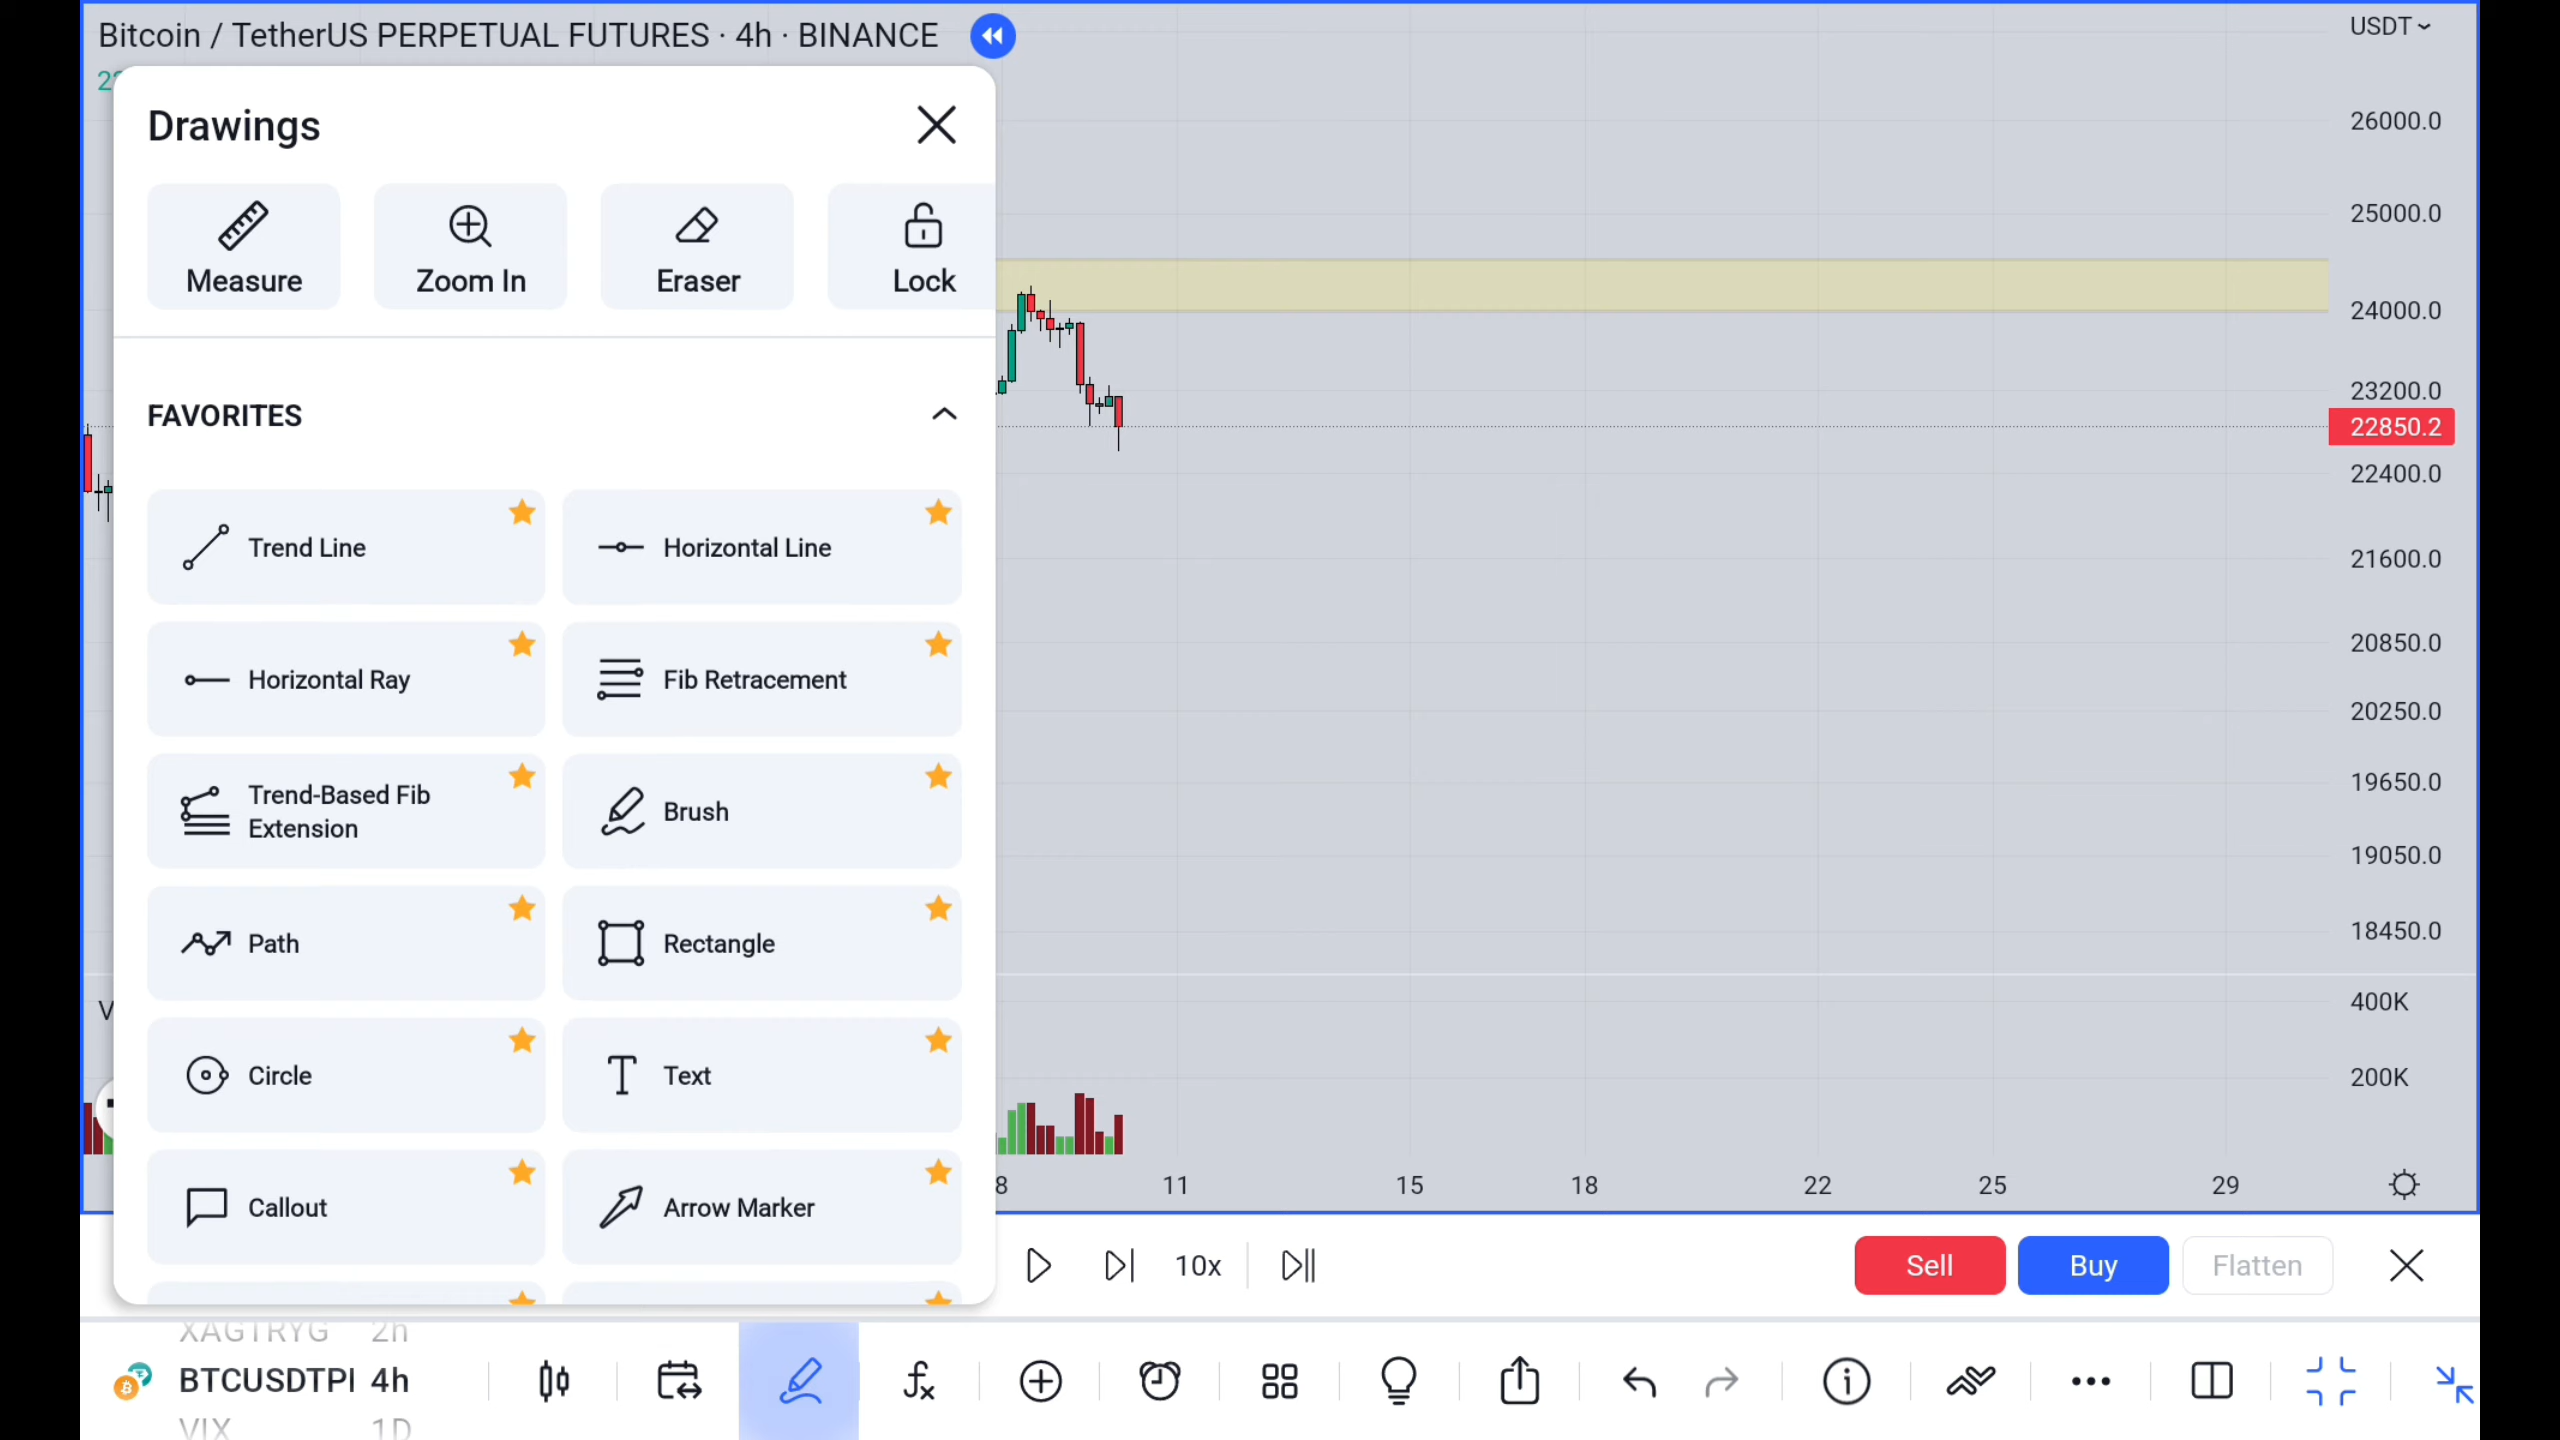 Bitcoin / TetherUS PERPETUAL FUTURES · 4h · BINANCE
USDT
Drawings
Measure
Zoom In
Eraser
Lock
FAVORITES
Trend Line
Horizontal Line
Horizontal Ray
Fib Retracement
Trend-Based Fib
Extension
Brush
Path
Rectangle
Circle
Text
Callout
Arrow Marker
26000.0
25000.0
24000.0
23200.0
22850.2
22400.0
21600.0
20850.0
20250.0
19650.0
19050.0
18450.0
400K
200K
8 11 15 18 22 25 29
10x
Sell
Buy
Flatten
XAGTRYG 2h
BTCUSDTPI 4h
VIX 1D